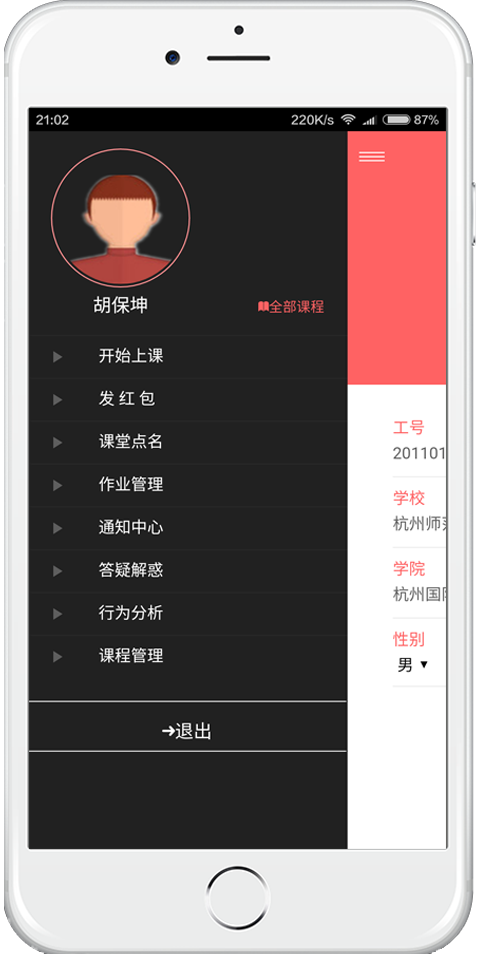 21:02 220K/s 87%
胡保坤
全部课程
开始上课
发 红 包
课堂点名
作业管理
通知中心
答疑解惑
行为分析
课程管理
退出
工号
201101
学校
杭州师
学院
杭州国
性别
男